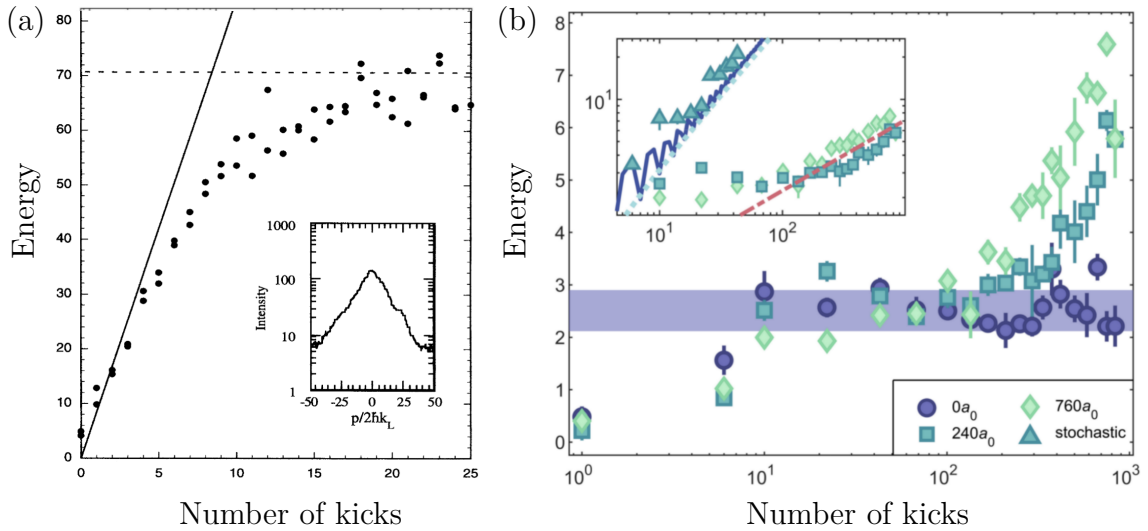 (a)
80
70
60
50
40
30
20
10
0
Energy
0 5 10 15 20 25
Number of kicks
1000
100
10
1
Intensity
-50 -25 0 25 50
p/2ħk_L
(b)
8
7
6
5
4
3
2
1
0
Energy
10^0 10^1 10^2 10^3
Number of kicks
10^1
10^1 10^2
0a_0 760a_0
240a_0 stochastic